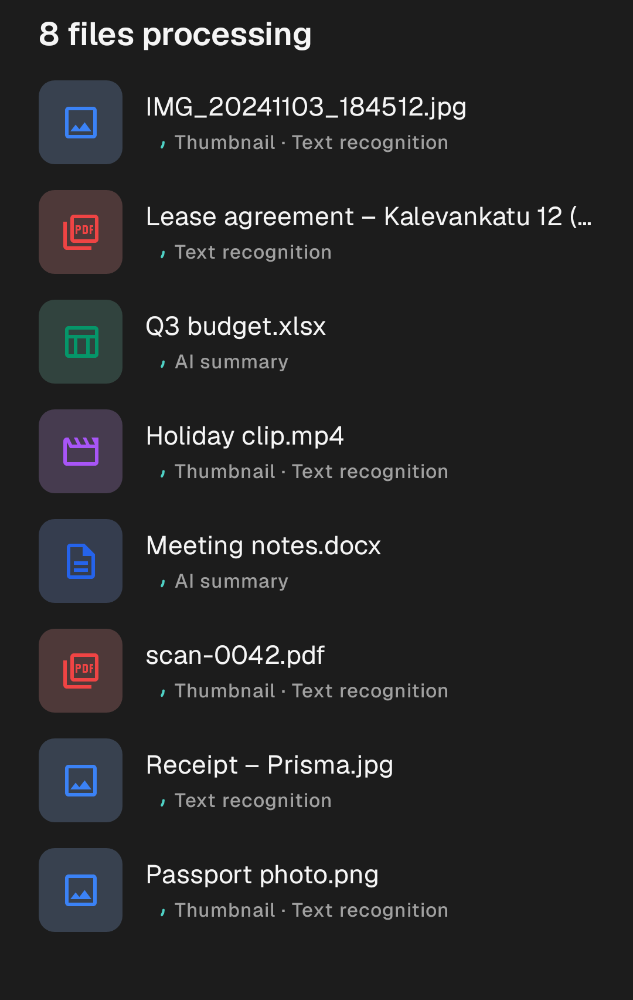 8 files processing
IMG_20241103_184512.jpg
Thumbnail · Text recognition
PDF
Lease agreement – Kalevankatu 12 (…
Text recognition
Q3 budget.xlsx
AI summary
Holiday clip.mp4
Thumbnail · Text recognition
Meeting notes.docx
AI summary
PDF
scan-0042.pdf
Thumbnail · Text recognition
Receipt – Prisma.jpg
Text recognition
Passport photo.png
Thumbnail · Text recognition